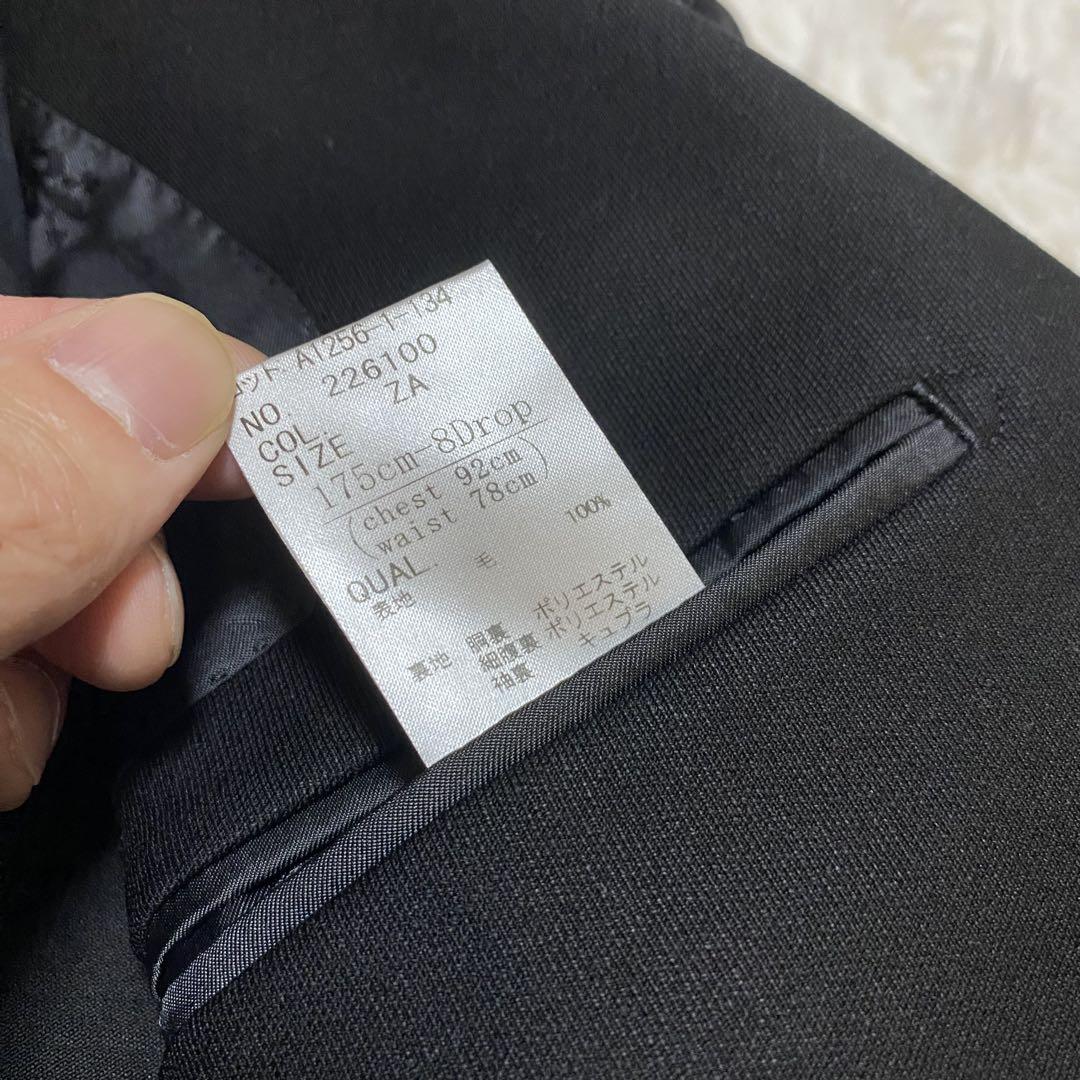 ロット A1256-1-134
NO. 226100
COL. ZA
SIZE
175cm-8Drop
(chest 92cm
waist 78cm)
QUAL.
表地 毛 100%
裏地 胴裏 ポリエステル
細腹裏 ポリエステル
袖裏 キュプラ